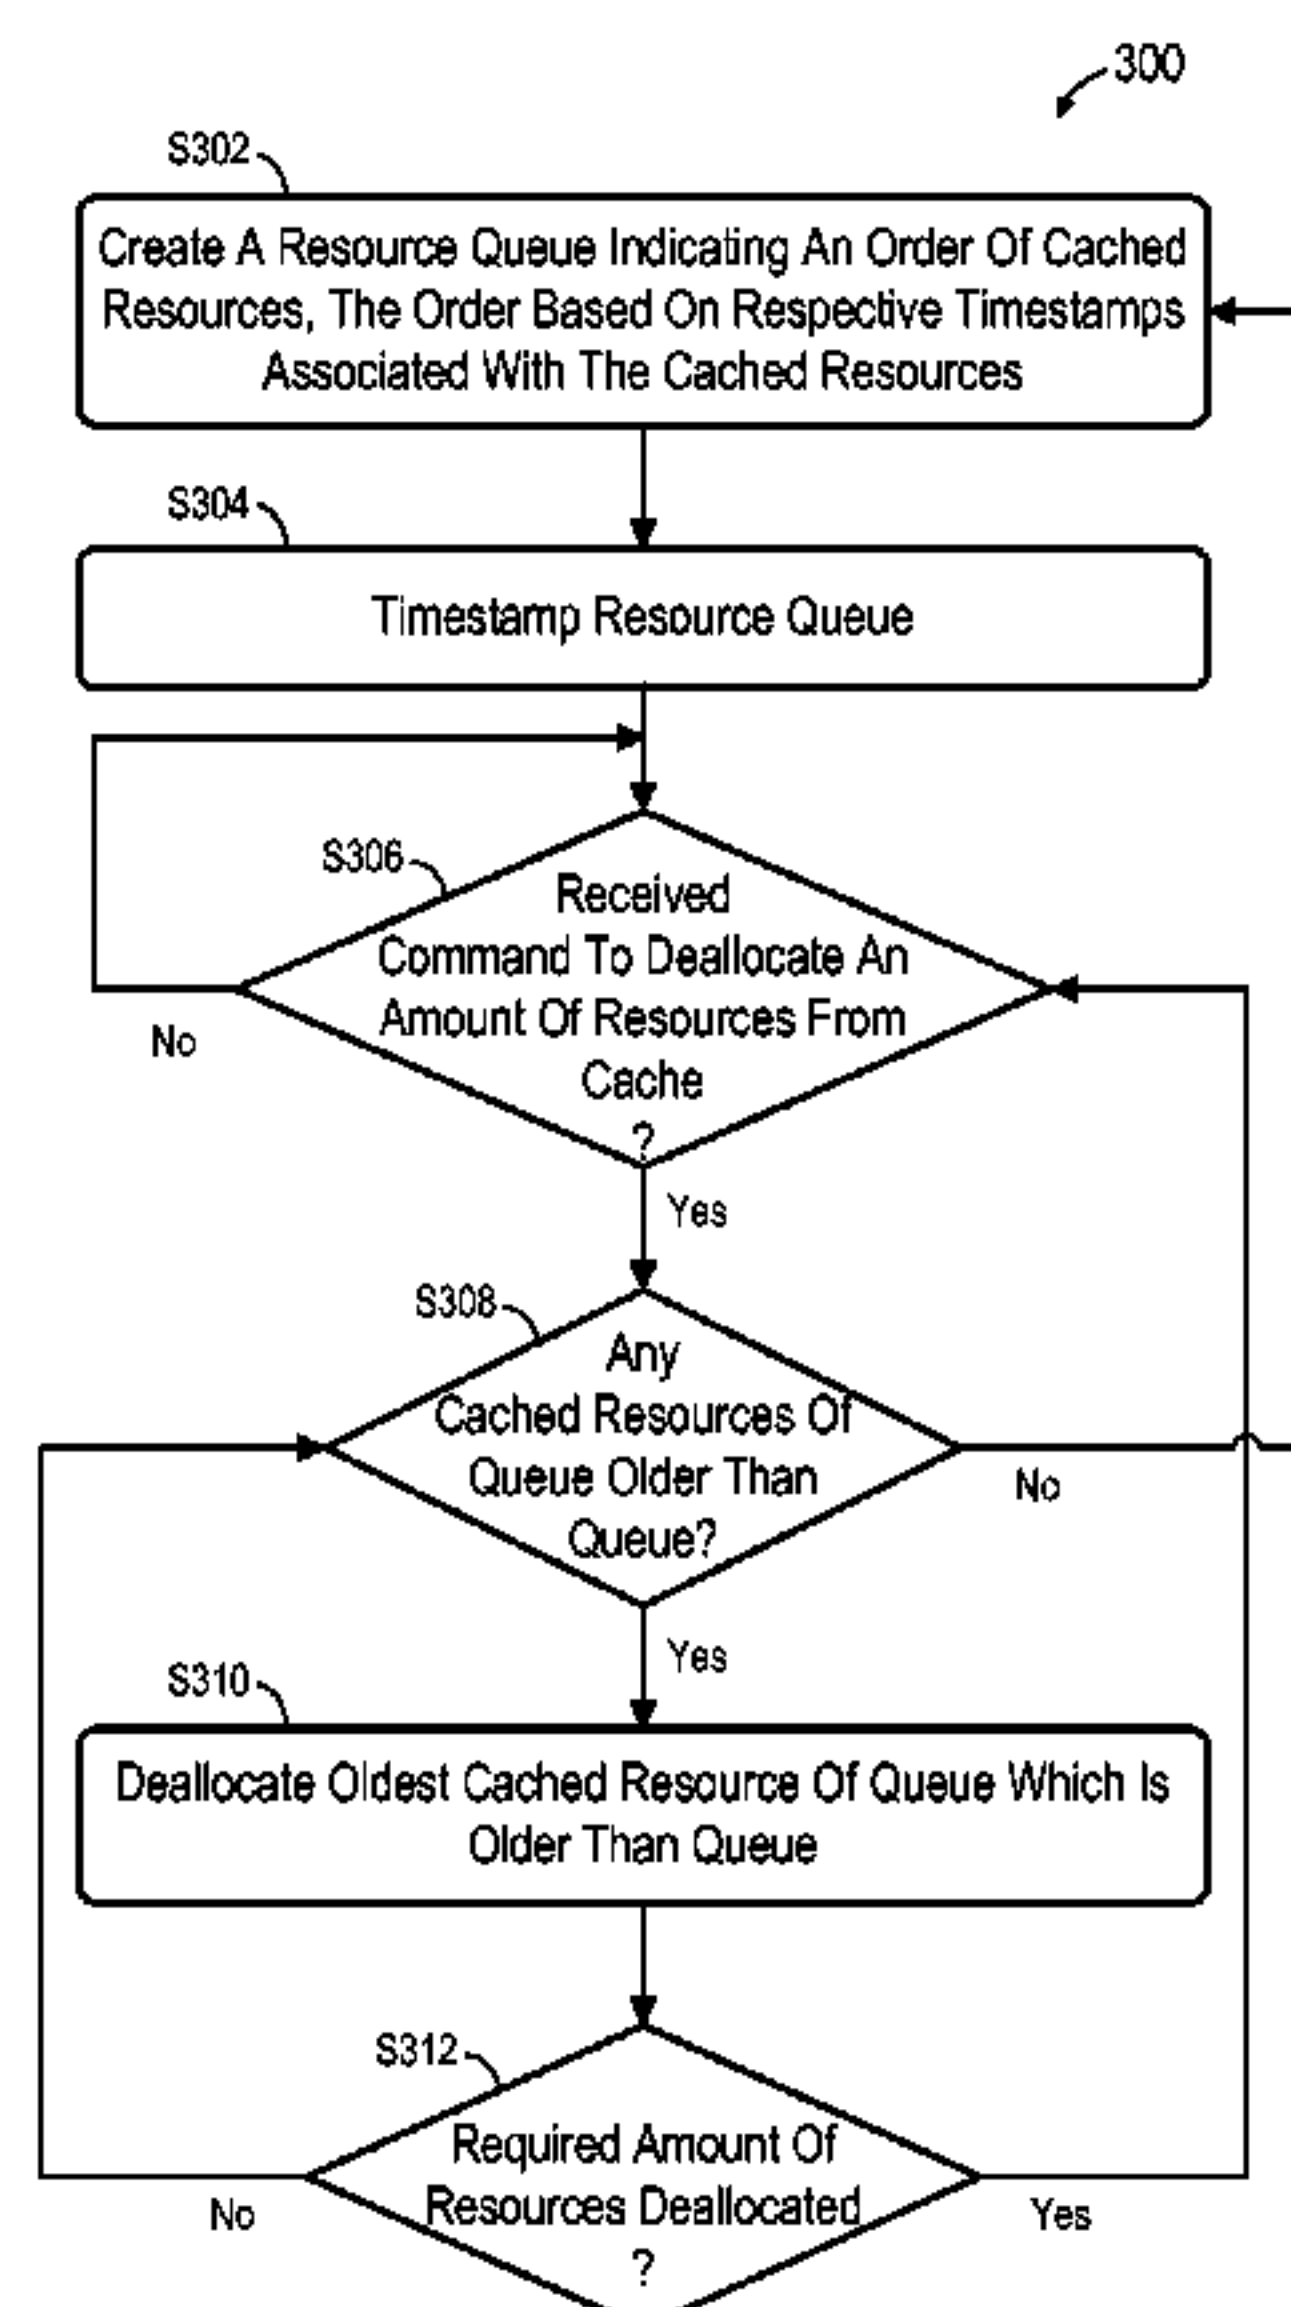 300
S302
Create A Resource Queue Indicating An Order Of Cached
Resources, The Order Based On Respective Timestamps
Associated With The Cached Resources
S304
Timestamp Resource Queue
S306
Received
Command To Deallocate An
Amount Of Resources From
Cache
?
No
Yes
S308
Any
Cached Resources Of
Queue Older Than
Queue?
No
Yes
S310
Deallocate Oldest Cached Resource Of Queue Which Is
Older Than Queue
S312
Required Amount Of
Resources Deallocated
?
No
Yes